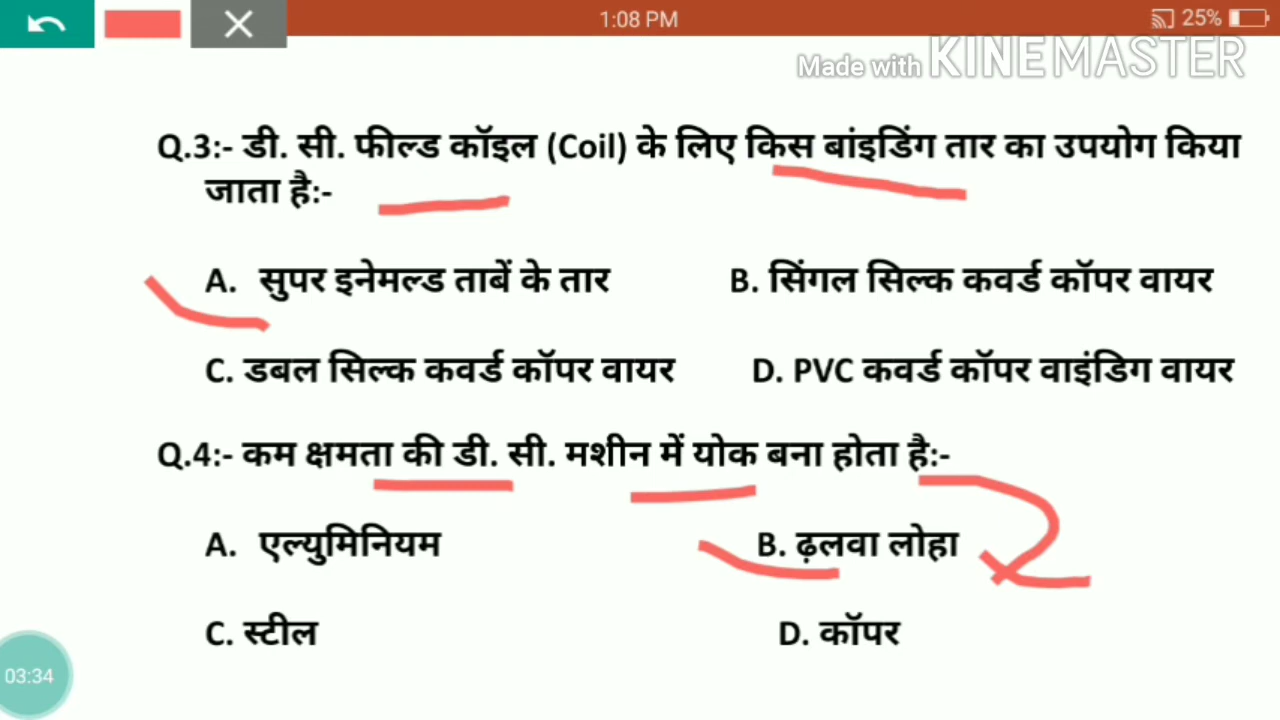 1:08 PM
25%
Made with KINEMASTER
Q.3:- डी. सी. फील्ड कॉइल (Coil) के लिए किस बांइडिंग तार का उपयोग किया
जाता है:-
A. सुपर इनेमल्ड ताबें के तार B. सिंगल सिल्क कवर्ड कॉपर वायर
C. डबल सिल्क कवर्ड कॉपर वायर D. PVC कवर्ड कॉपर वाइंडिग वायर
Q.4:- कम क्षमता की डी. सी. मशीन में योक बना होता है:-
A. एल्युमिनियम B. ढ़लवा लोहा
C. स्टील D. कॉपर
03:34